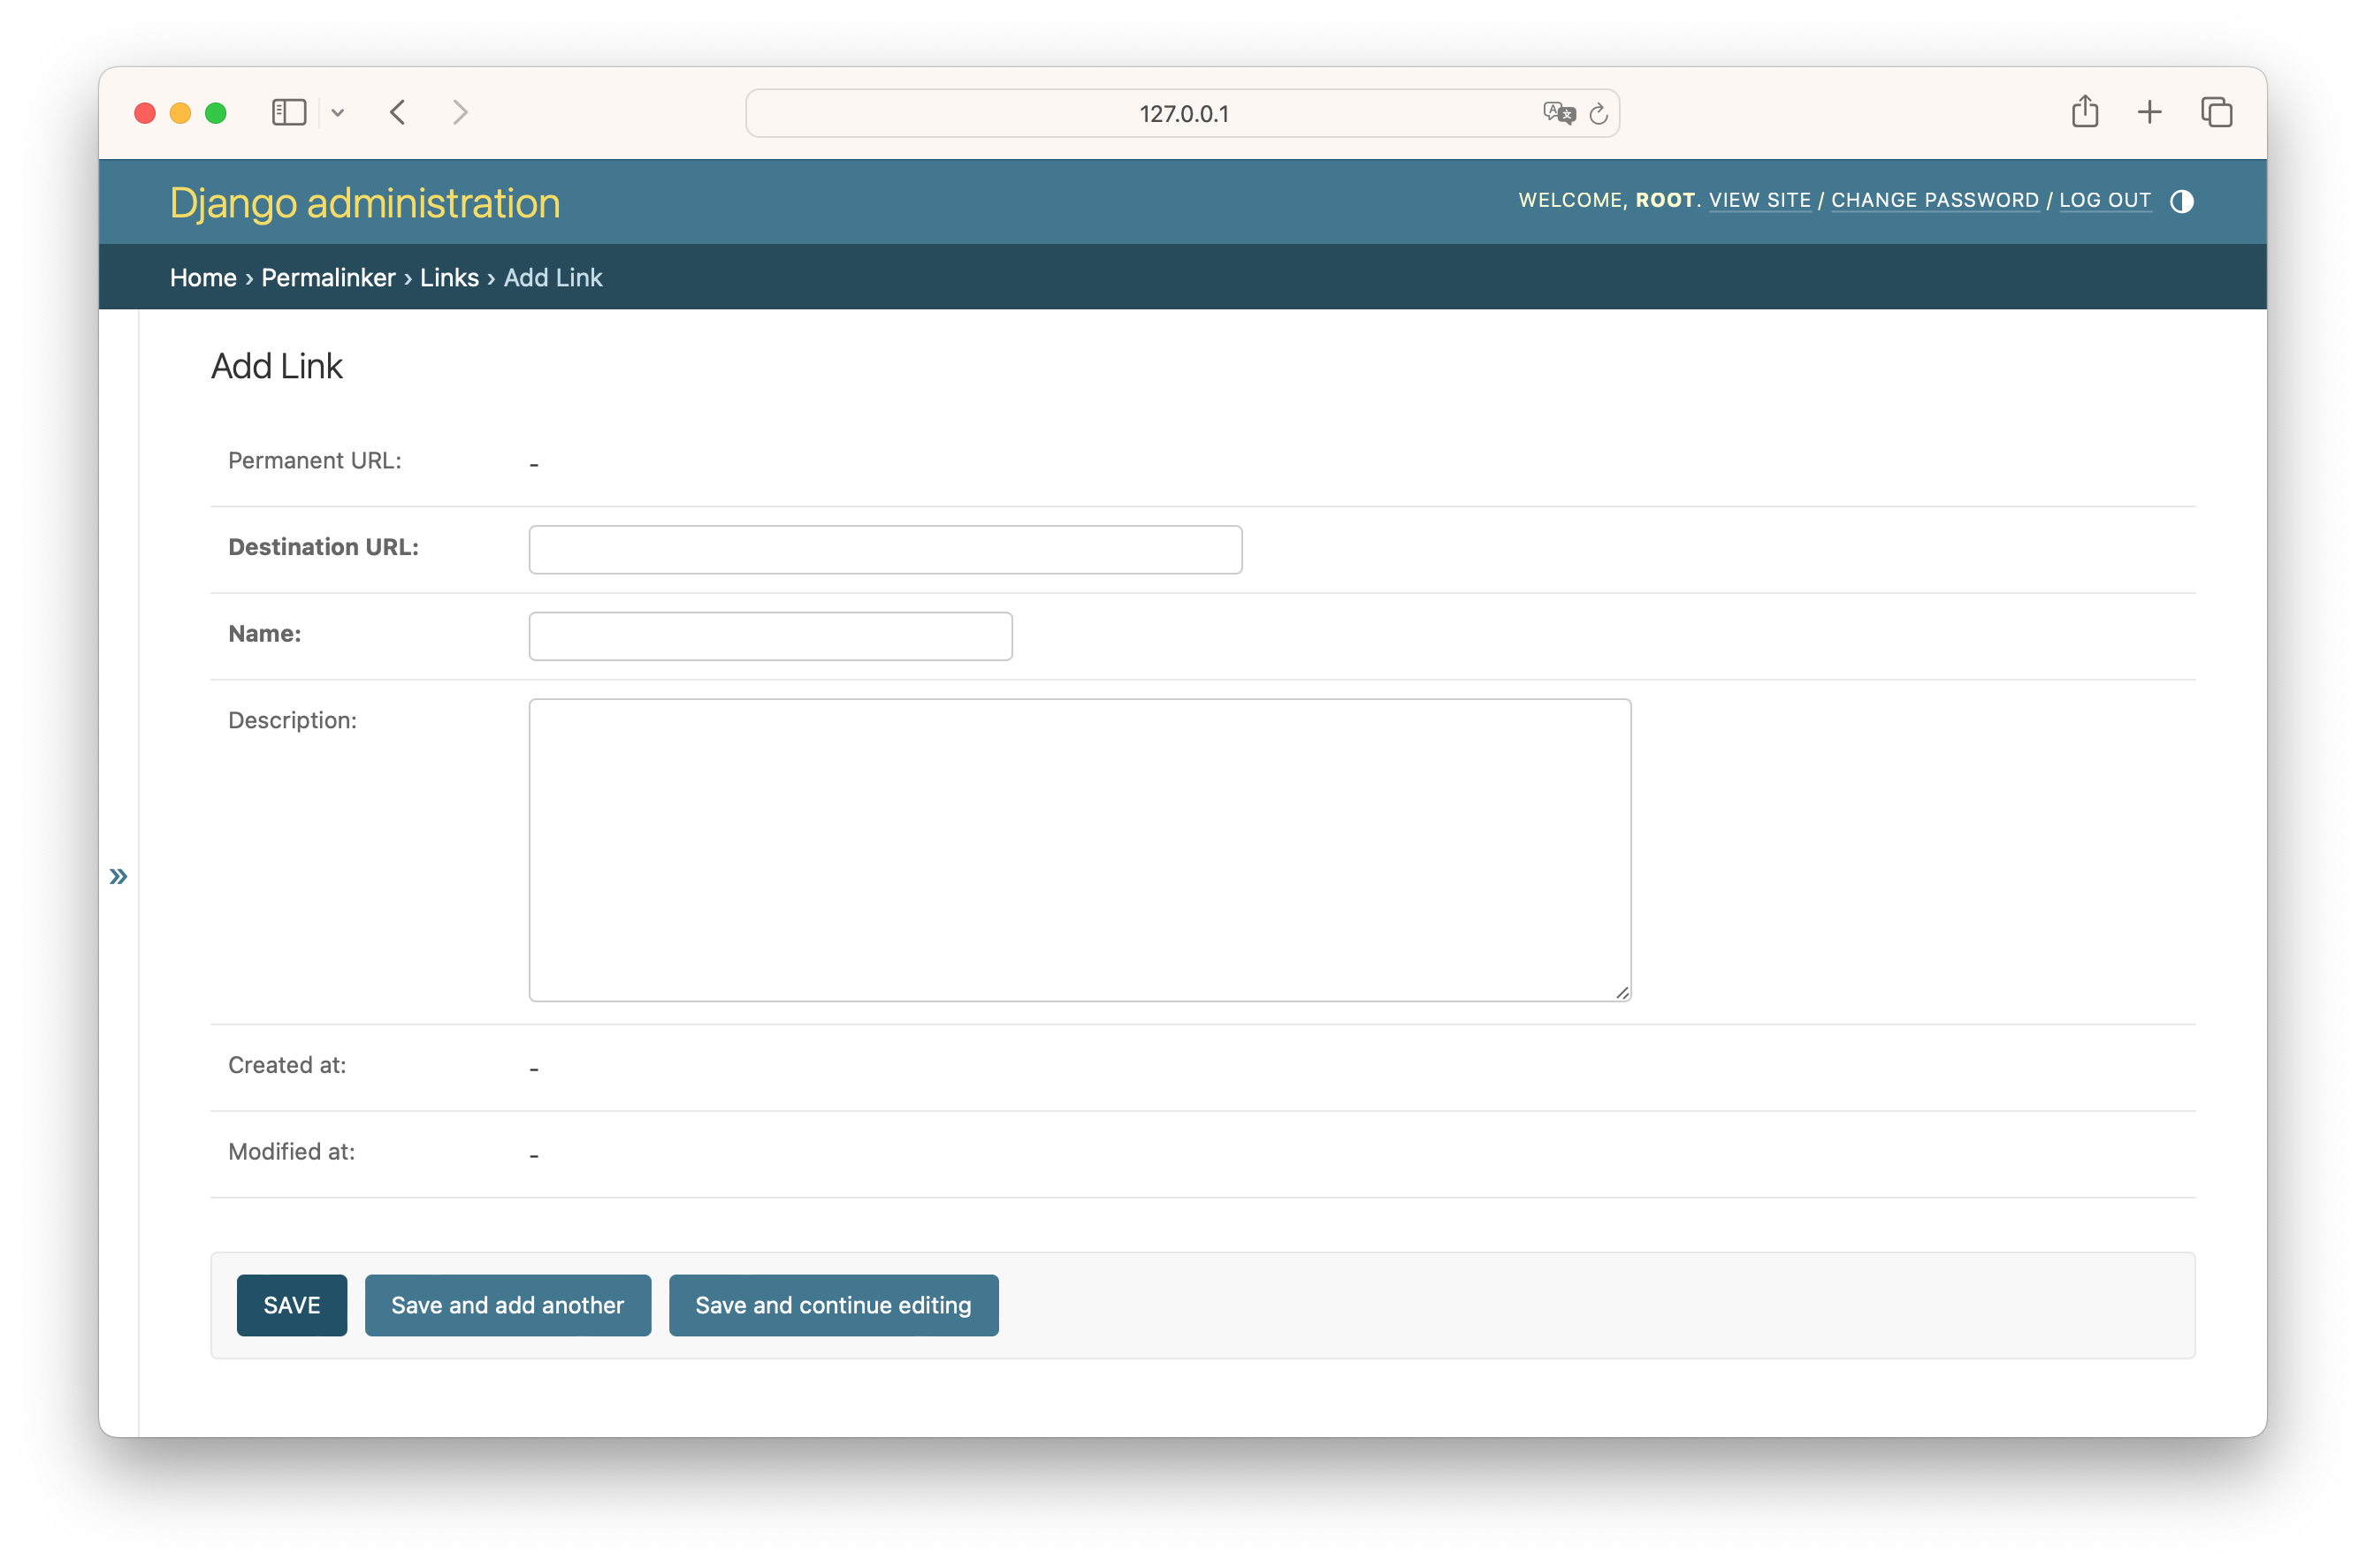 127.0.0.1
Django administration
WELCOME, ROOT. VIEW SITE / CHANGE PASSWORD / LOG OUT
Home › Permalinker › Links › Add Link
»
Add Link
Permanent URL: -
Destination URL:
Name:
Description:
Created at: -
Modified at: -
SAVE Save and add another Save and continue editing